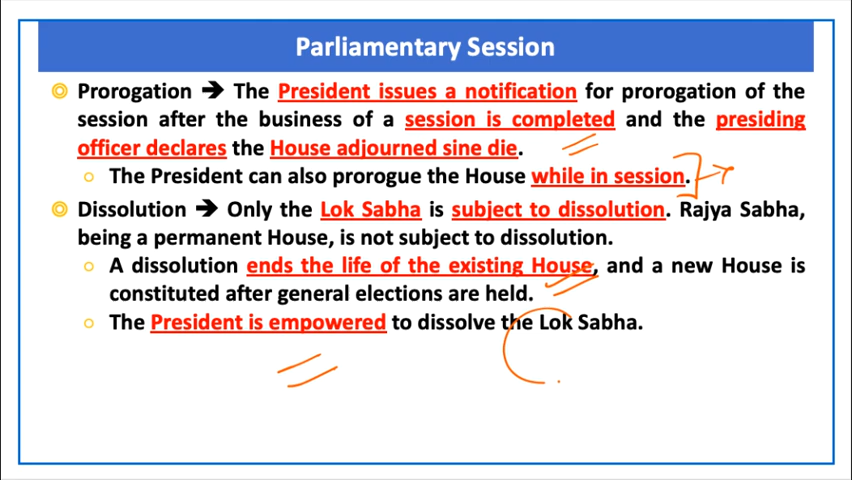 Parliamentary Session
Prorogation ➔ The President issues a notification for prorogation of the
session after the business of a session is completed and the presiding
officer declares the House adjourned sine die.
The President can also prorogue the House while in session.
Dissolution ➔ Only the Lok Sabha is subject to dissolution. Rajya Sabha,
being a permanent House, is not subject to dissolution.
A dissolution ends the life of the existing House, and a new House is
constituted after general elections are held.
The President is empowered to dissolve the Lok Sabha.